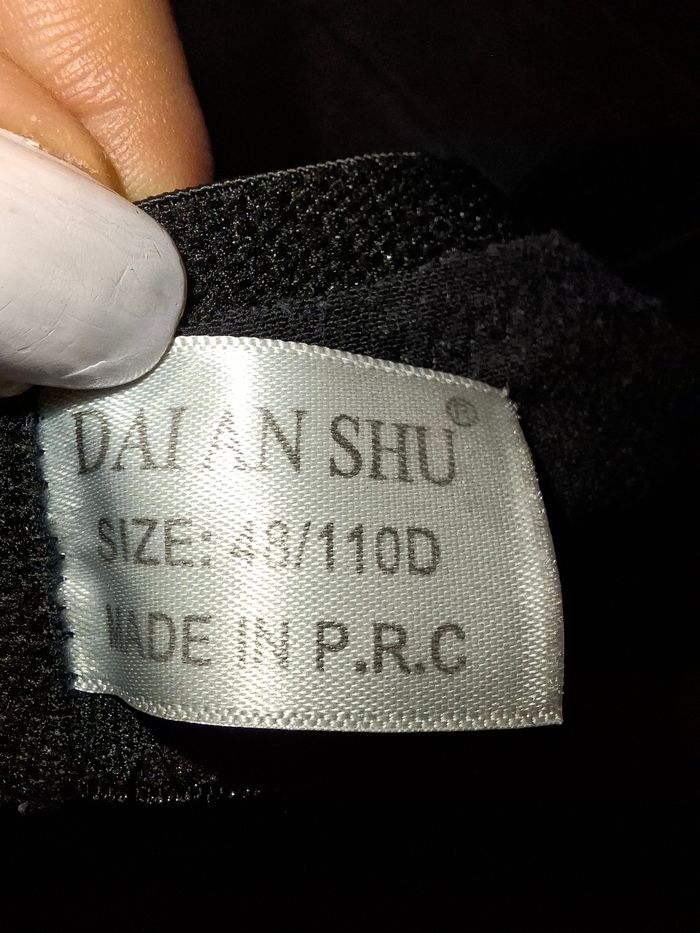 DAI AN SHU®
SIZE: 48/110D
MADE IN P.R.C